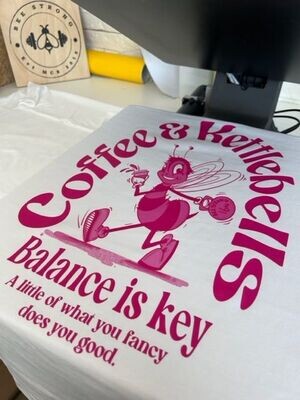 BEE STRONG
Coffee & Kettlebells
Balance is key
A little of what you fancy
does you good.